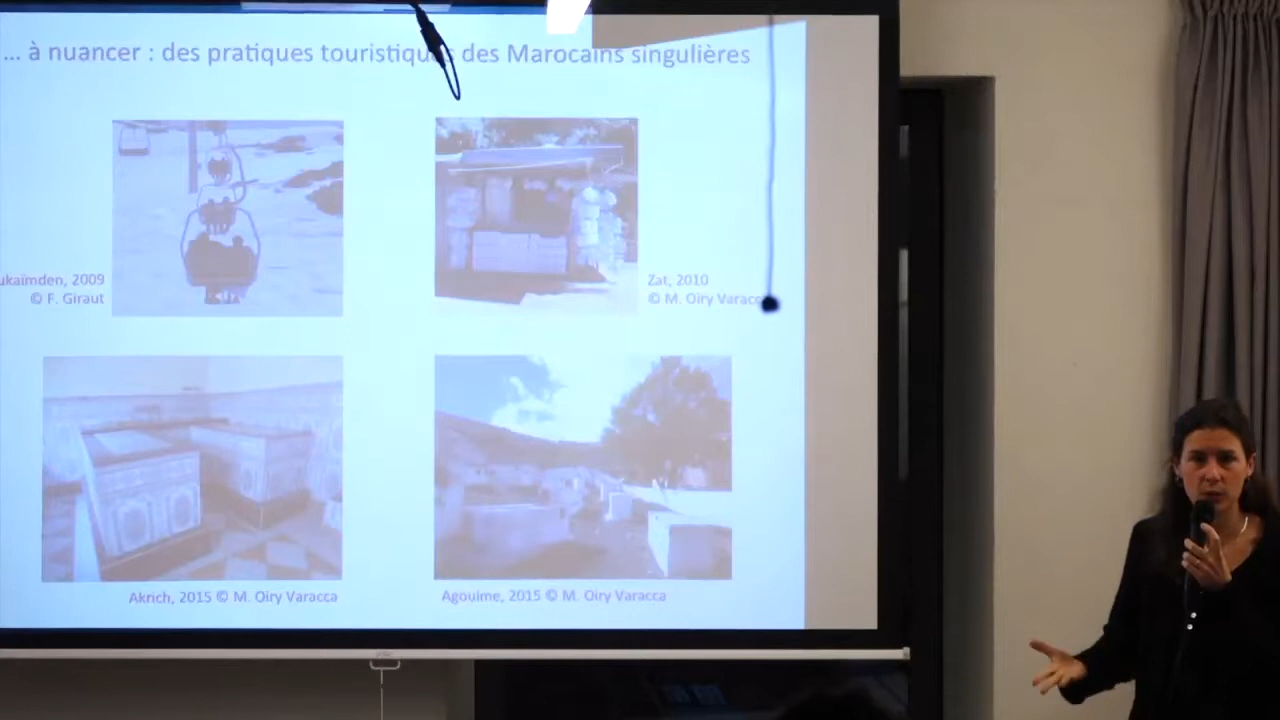 ... à nuancer : des pratiques touristiques des Marocains singulières
ukaïmden, 2009
© F. Giraut
Zat, 2010
© M. Oiry Varacc
Akrich, 2015 © M. Oiry Varacca
Agouime, 2015 © M. Oiry Varacca